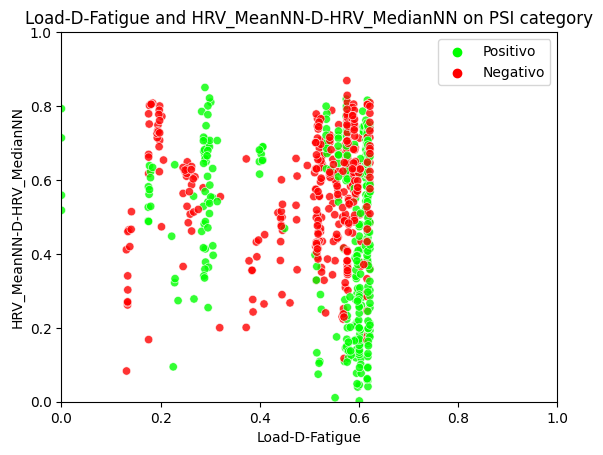 Load-D-Fatigue and HRV_MeanNN-D-HRV_MedianNN on PSI category
1.0
0.8
0.6
0.4
0.2
0.0
HRV_MeanNN-D-HRV_MedianNN
Positivo
Negativo
0.0 0.2 0.4 0.6 0.8 1.0
Load-D-Fatigue